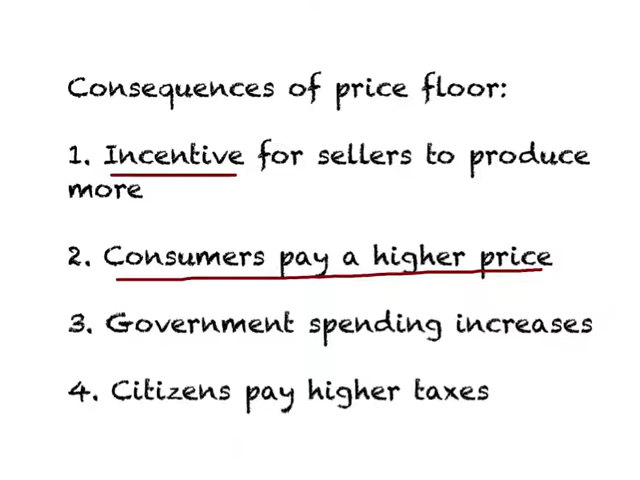 Consequences of price floor:
1. Incentive for sellers to produce
more
2. Consumers pay a higher price
3. Government spending increases
4. Citizens pay higher taxes